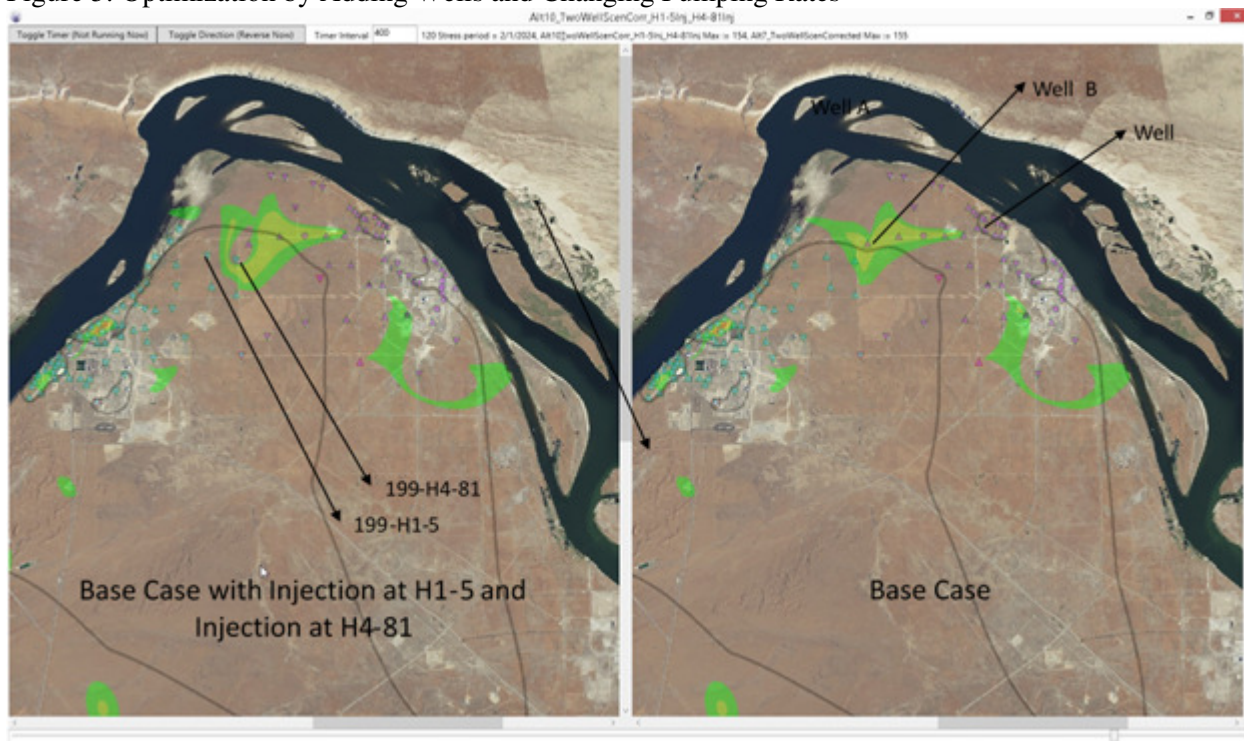 Figure 5: Optimization by Adding Wells and Changing Pumping Rates
Alt10_TwoWellScenCorr_H1-5Inj_H4-81Inj
Toggle Timer (Not Running Now) Toggle Direction (Reverse Now) Timer Interval 400 120 Stress period = 2/1/2024, Alt10TwoWellScenCorr_H1-5Inj_H4-81Inj Max := 154, Alt7_TwoWellScenCorrected Max := 155
Well A
Well B
Well
199-H4-81
199-H1-5
Base Case with Injection at H1-5 and
Injection at H4-81
Base Case